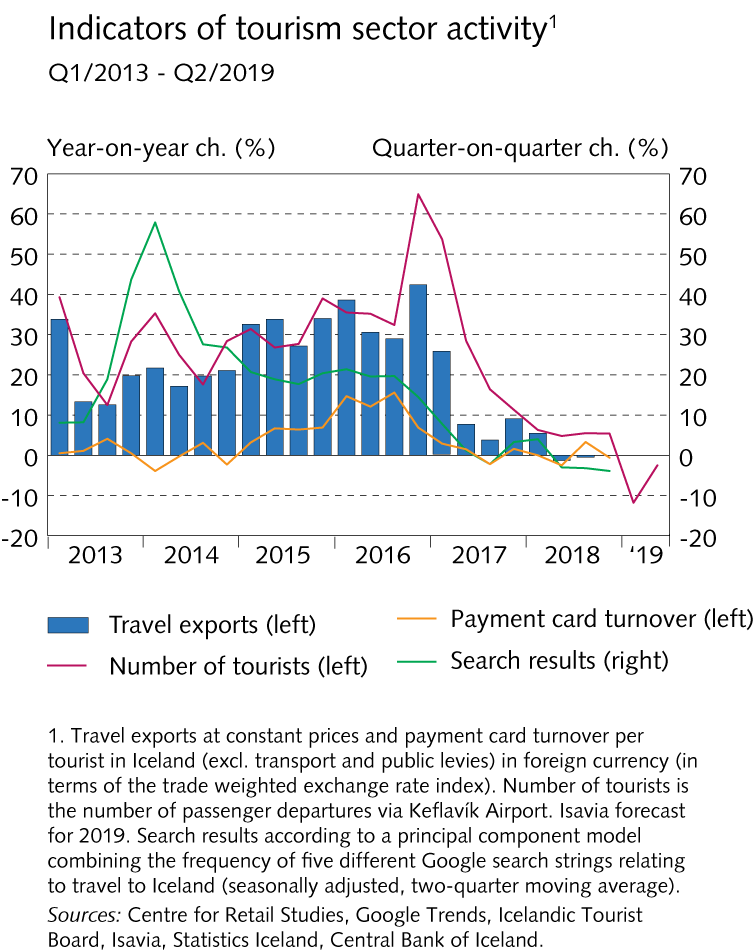 Indicators of tourism sector activity¹
Q1/2013 - Q2/2019
Year-on-year ch. (%) Quarter-on-quarter ch. (%)
70 70
60 60
50 50
40 40
30 30
20 20
10 10
0 0
-10 -10
-20 -20
2013 2014 2015 2016 2017 2018 '19
Travel exports (left) Payment card turnover (left)
Number of tourists (left) Search results (right)
1. Travel exports at constant prices and payment card turnover per
tourist in Iceland (excl. transport and public levies) in foreign currency (in
terms of the trade weighted exchange rate index). Number of tourists is
the number of passenger departures via Keflavík Airport. Isavia forecast
for 2019. Search results according to a principal component model
combining the frequency of five different Google search strings relating
to travel to Iceland (seasonally adjusted, two-quarter moving average).
Sources: Centre for Retail Studies, Google Trends, Icelandic Tourist
Board, Isavia, Statistics Iceland, Central Bank of Iceland.